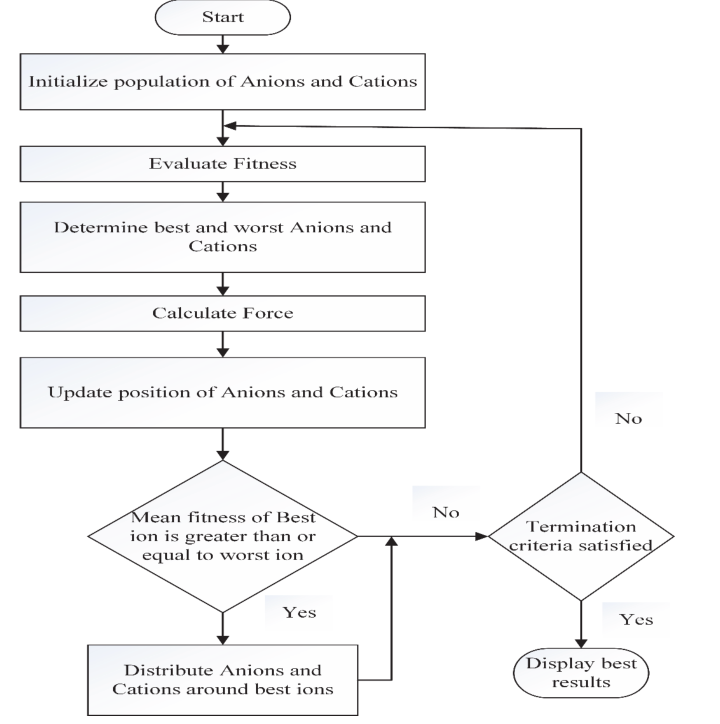 Start
Initialize population of Anions and Cations
Evaluate Fitness
Determine best and worst Anions and
Cations
Calculate Force
Update position of Anions and Cations
Mean fitness of Best
ion is greater than or
equal to worst ion
No
Yes
Distribute Anions and
Cations around best ions
Termination
criteria satisfied
No
Yes
Display best
results